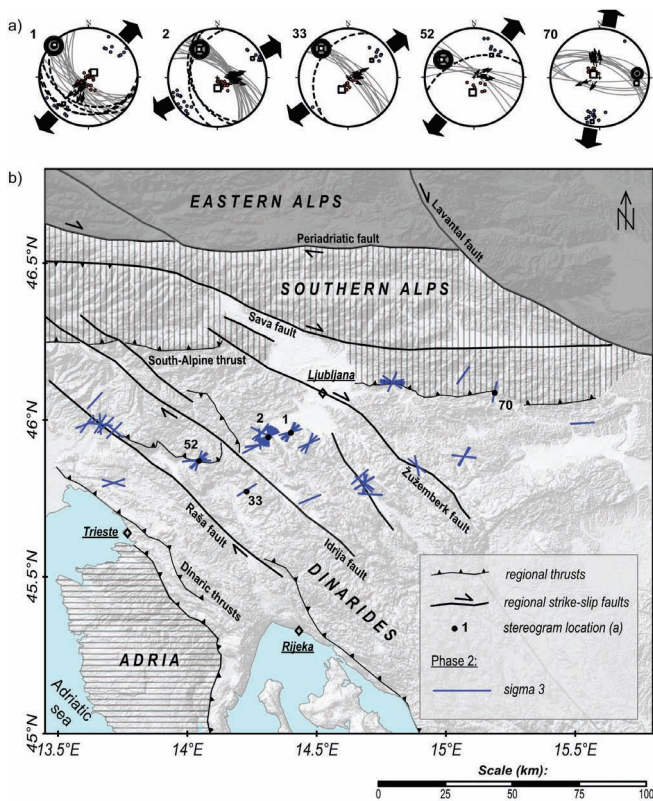 a)
1
2
33
52
70
N
N
N
N
N
b)
EASTERN ALPS
Lavantal fault
N
Periadriatic fault
46.5°N
SOUTHERN ALPS
Sava fault
South-Alpine thrust
Ljubljana
70
46°N
2
1
52
33
Žužemberk fault
Raša fault
Idrija fault
Trieste
Dinaric thrusts
DINARIDES
45.5°N
ADRIA
Rijeka
Adriatic
sea
regional thrusts
regional strike-slip faults
1
stereogram location (a)
Phase 2:
sigma 3
45°N
13.5°E
14°E
14.5°E
15°E
15.5°E
Scale (km):
0
25
50
75
100